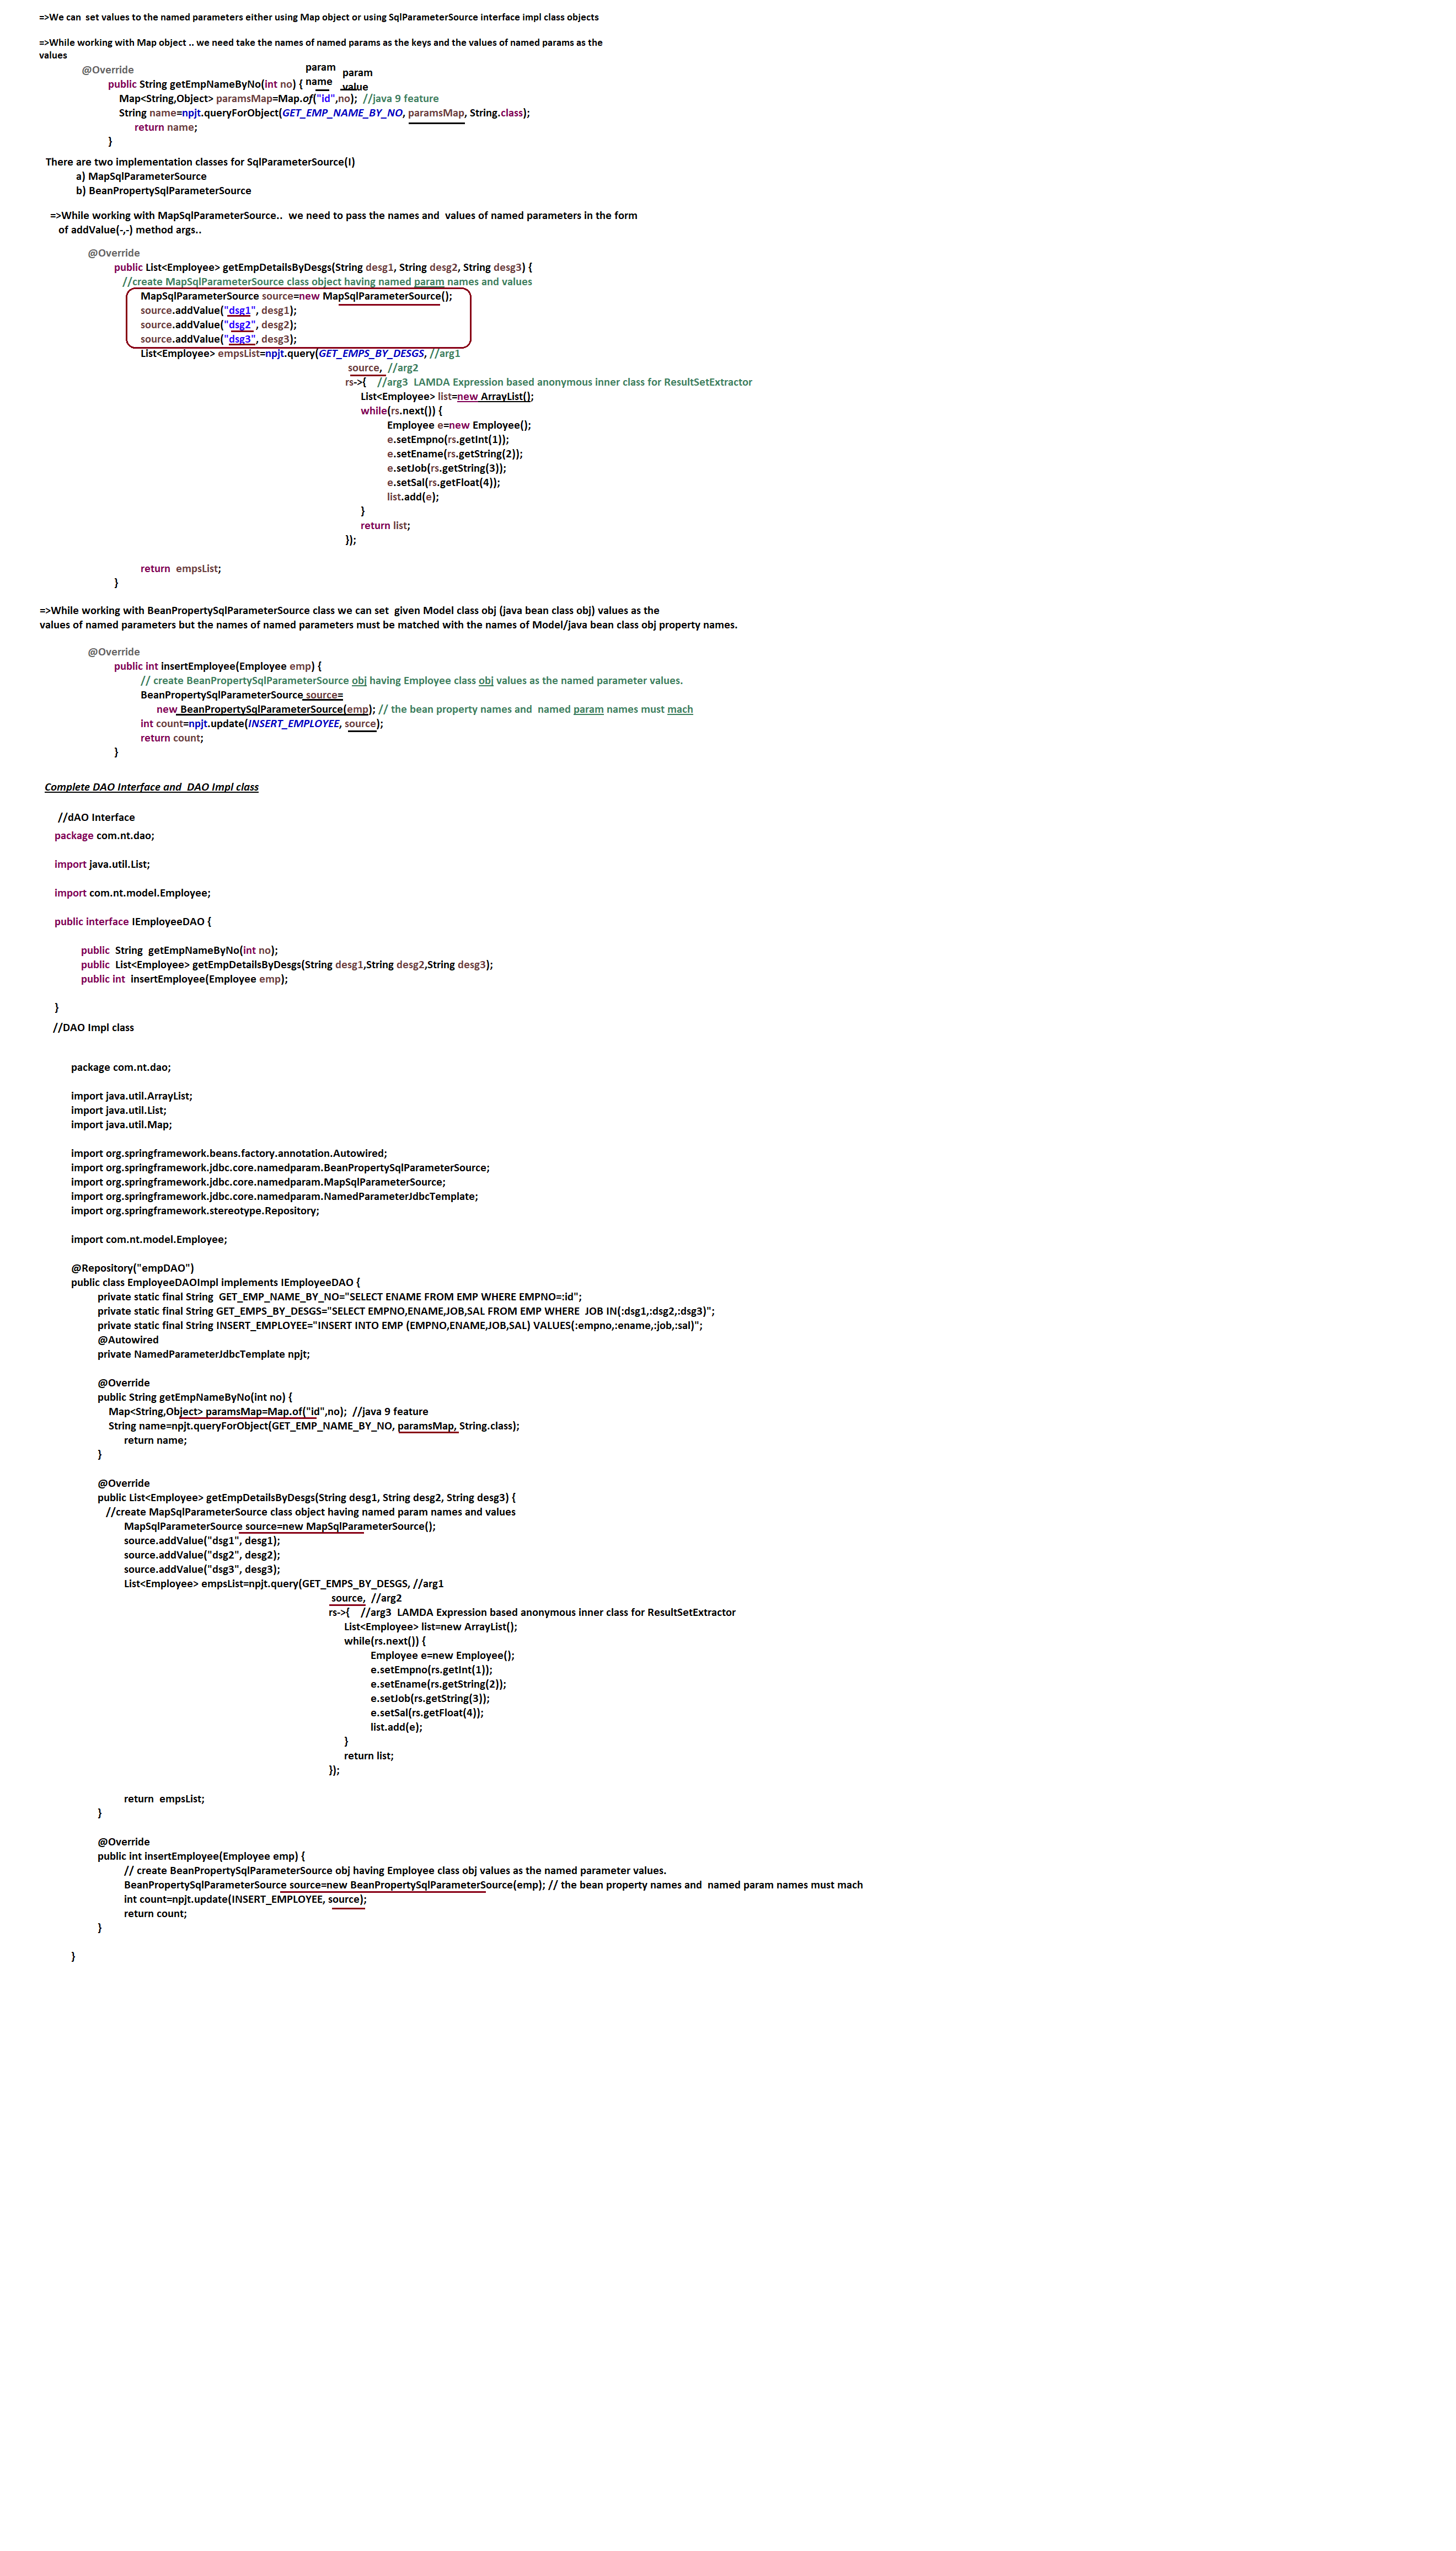 =>We can  set values to the named parameters either using Map object or using SqlParameterSource interface impl class objects
=>While working with Map object .. we need take the names of named params as the keys and the values of named params as the
values
@Override
param
name
param
value
public String getEmpNameByNo(int no) {
Map<String,Object> paramsMap=Map.of("id",no);  //java 9 feature
String name=npjt.queryForObject(GET_EMP_NAME_BY_NO, paramsMap, String.class);
return name;
}
There are two implementation classes for SqlParameterSource(I)
a) MapSqlParameterSource
b) BeanPropertySqlParameterSource
=>While working with MapSqlParameterSource..  we need to pass the names and  values of named parameters in the form
of addValue(-,-) method args..
@Override
public List<Employee> getEmpDetailsByDesgs(String desg1, String desg2, String desg3) {
//create MapSqlParameterSource class object having named param names and values
MapSqlParameterSource source=new MapSqlParameterSource();
source.addValue("dsg1", desg1);
source.addValue("dsg2", desg2);
source.addValue("dsg3", desg3);
List<Employee> empsList=npjt.query(GET_EMPS_BY_DESGS, //arg1
source,  //arg2
rs->{    //arg3  LAMDA Expression based anonymous inner class for ResultSetExtractor
List<Employee> list=new ArrayList();
while(rs.next()) {
Employee e=new Employee();
e.setEmpno(rs.getInt(1));
e.setEname(rs.getString(2));
e.setJob(rs.getString(3));
e.setSal(rs.getFloat(4));
list.add(e);
}
return list;
});
return  empsList;
}
=>While working with BeanPropertySqlParameterSource class we can set  given Model class obj (java bean class obj) values as the
values of named parameters but the names of named parameters must be matched with the names of Model/java bean class obj property names.
@Override
public int insertEmployee(Employee emp) {
// create BeanPropertySqlParameterSource obj having Employee class obj values as the named parameter values.
BeanPropertySqlParameterSource source=
new BeanPropertySqlParameterSource(emp); // the bean property names and  named param names must mach
int count=npjt.update(INSERT_EMPLOYEE, source);
return count;
}
Complete DAO Interface and  DAO Impl class
//dAO Interface
package com.nt.dao;
import java.util.List;
import com.nt.model.Employee;
public interface IEmployeeDAO {
public  String  getEmpNameByNo(int no);
public  List<Employee> getEmpDetailsByDesgs(String desg1,String desg2,String desg3);
public int  insertEmployee(Employee emp);
}
//DAO Impl class
package com.nt.dao;
import java.util.ArrayList;
import java.util.List;
import java.util.Map;
import org.springframework.beans.factory.annotation.Autowired;
import org.springframework.jdbc.core.namedparam.BeanPropertySqlParameterSource;
import org.springframework.jdbc.core.namedparam.MapSqlParameterSource;
import org.springframework.jdbc.core.namedparam.NamedParameterJdbcTemplate;
import org.springframework.stereotype.Repository;
import com.nt.model.Employee;
@Repository("empDAO")
public class EmployeeDAOImpl implements IEmployeeDAO {
private static final String  GET_EMP_NAME_BY_NO="SELECT ENAME FROM EMP WHERE EMPNO=:id";
private static final String GET_EMPS_BY_DESGS="SELECT EMPNO,ENAME,JOB,SAL FROM EMP WHERE  JOB IN(:dsg1,:dsg2,:dsg3)";
private static final String INSERT_EMPLOYEE="INSERT INTO EMP (EMPNO,ENAME,JOB,SAL) VALUES(:empno,:ename,:job,:sal)";
@Autowired
private NamedParameterJdbcTemplate npjt;
@Override
public String getEmpNameByNo(int no) {
Map<String,Object> paramsMap=Map.of("id",no);  //java 9 feature
String name=npjt.queryForObject(GET_EMP_NAME_BY_NO, paramsMap, String.class);
return name;
}
@Override
public List<Employee> getEmpDetailsByDesgs(String desg1, String desg2, String desg3) {
//create MapSqlParameterSource class object having named param names and values
MapSqlParameterSource source=new MapSqlParameterSource();
source.addValue("dsg1", desg1);
source.addValue("dsg2", desg2);
source.addValue("dsg3", desg3);
List<Employee> empsList=npjt.query(GET_EMPS_BY_DESGS, //arg1
source,  //arg2
rs->{    //arg3  LAMDA Expression based anonymous inner class for ResultSetExtractor
List<Employee> list=new ArrayList();
while(rs.next()) {
Employee e=new Employee();
e.setEmpno(rs.getInt(1));
e.setEname(rs.getString(2));
e.setJob(rs.getString(3));
e.setSal(rs.getFloat(4));
list.add(e);
}
return list;
});
return  empsList;
}
@Override
public int insertEmployee(Employee emp) {
// create BeanPropertySqlParameterSource obj having Employee class obj values as the named parameter values.
BeanPropertySqlParameterSource source=new BeanPropertySqlParameterSource(emp); // the bean property names and  named param names must mach
int count=npjt.update(INSERT_EMPLOYEE, source);
return count;
}
}